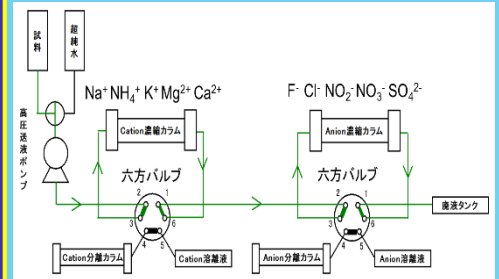 試料
超純水
Na⁺ NH₄⁺ K⁺ Mg²⁺ Ca²⁺
F⁻ Cl⁻ NO₂⁻ NO₃⁻ SO₄²⁻
高圧送液ポンプ
Cation濃縮カラム
Anion濃縮カラム
六方バルブ
六方バルブ
2 1
3 6
4 5
2 1
3 6
4 5
廃液タンク
Cation分離カラム
Cation溶離液
Anion分離カラム
Anion溶離液